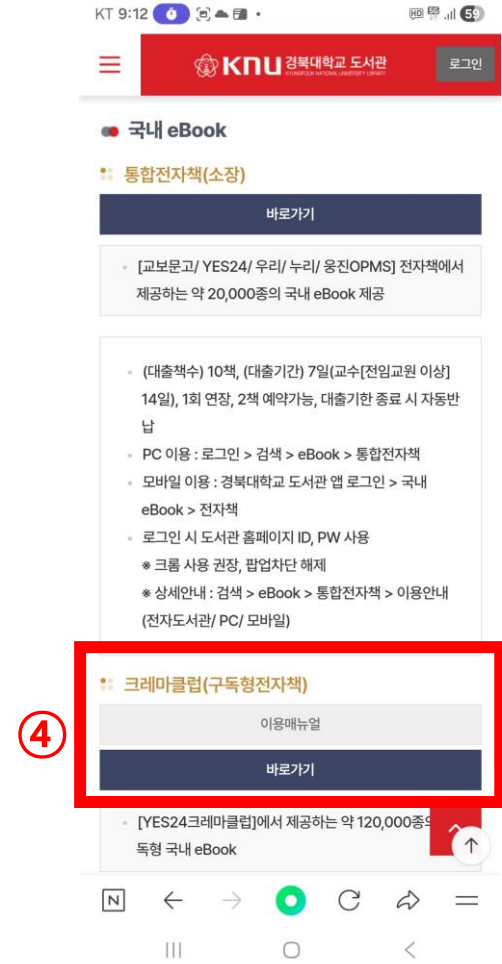 KT 9:12
HD 5G 59
KNU 경북대학교 도서관
KYUNGPOOK NATIONAL UNIVERSITY LIBRARY
로그인
국내 eBook
통합전자책(소장)
바로가기
[교보문고/ YES24/ 우리/ 누리/ 웅진OPMS] 전자책에서
제공하는 약 20,000종의 국내 eBook 제공
(대출책수) 10책, (대출기간) 7일(교수[전임교원 이상]
14일), 1회 연장, 2책 예약가능, 대출기한 종료 시 자동반
납
PC 이용 : 로그인 > 검색 > eBook > 통합전자책
모바일 이용 : 경북대학교 도서관 앱 로그인 > 국내
eBook > 전자책
로그인 시 도서관 홈페이지 ID, PW 사용
※ 크롬 사용 권장, 팝업차단 해제
※ 상세안내 : 검색 > eBook > 통합전자책 > 이용안내
(전자도서관/ PC/ 모바일)
크레마클럽(구독형전자책)
④
이용매뉴얼
바로가기
[YES24크레마클럽]에서 제공하는 약 120,000종의
독형 국내 eBook
N